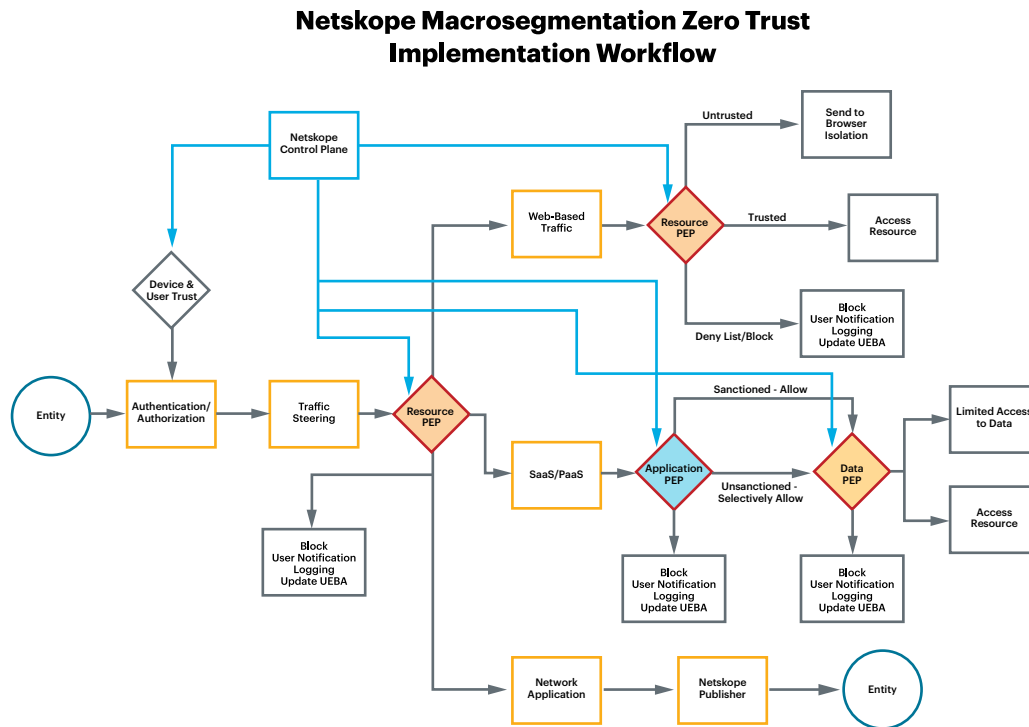 Netskope Macrosegmentation Zero Trust
Implementation Workflow
Netskope
Control Plane
Untrusted
Send to
Browser
Isolation
Web-Based
Traffic
Resource
PEP
Trusted
Access
Resource
Device &
User Trust
Deny List/Block
Block
User Notification
Logging
Update UEBA
Entity
Authentication/
Authorization
Traffic
Steering
Resource
PEP
Sanctioned - Allow
Limited Access
to Data
SaaS/PaaS
Application
PEP
Unsanctioned -
Selectively Allow
Data
PEP
Access
Resource
Block
User Notification
Logging
Update UEBA
Block
User Notification
Logging
Update UEBA
Block
User Notification
Logging
Update UEBA
Network
Application
Netskope
Publisher
Entity